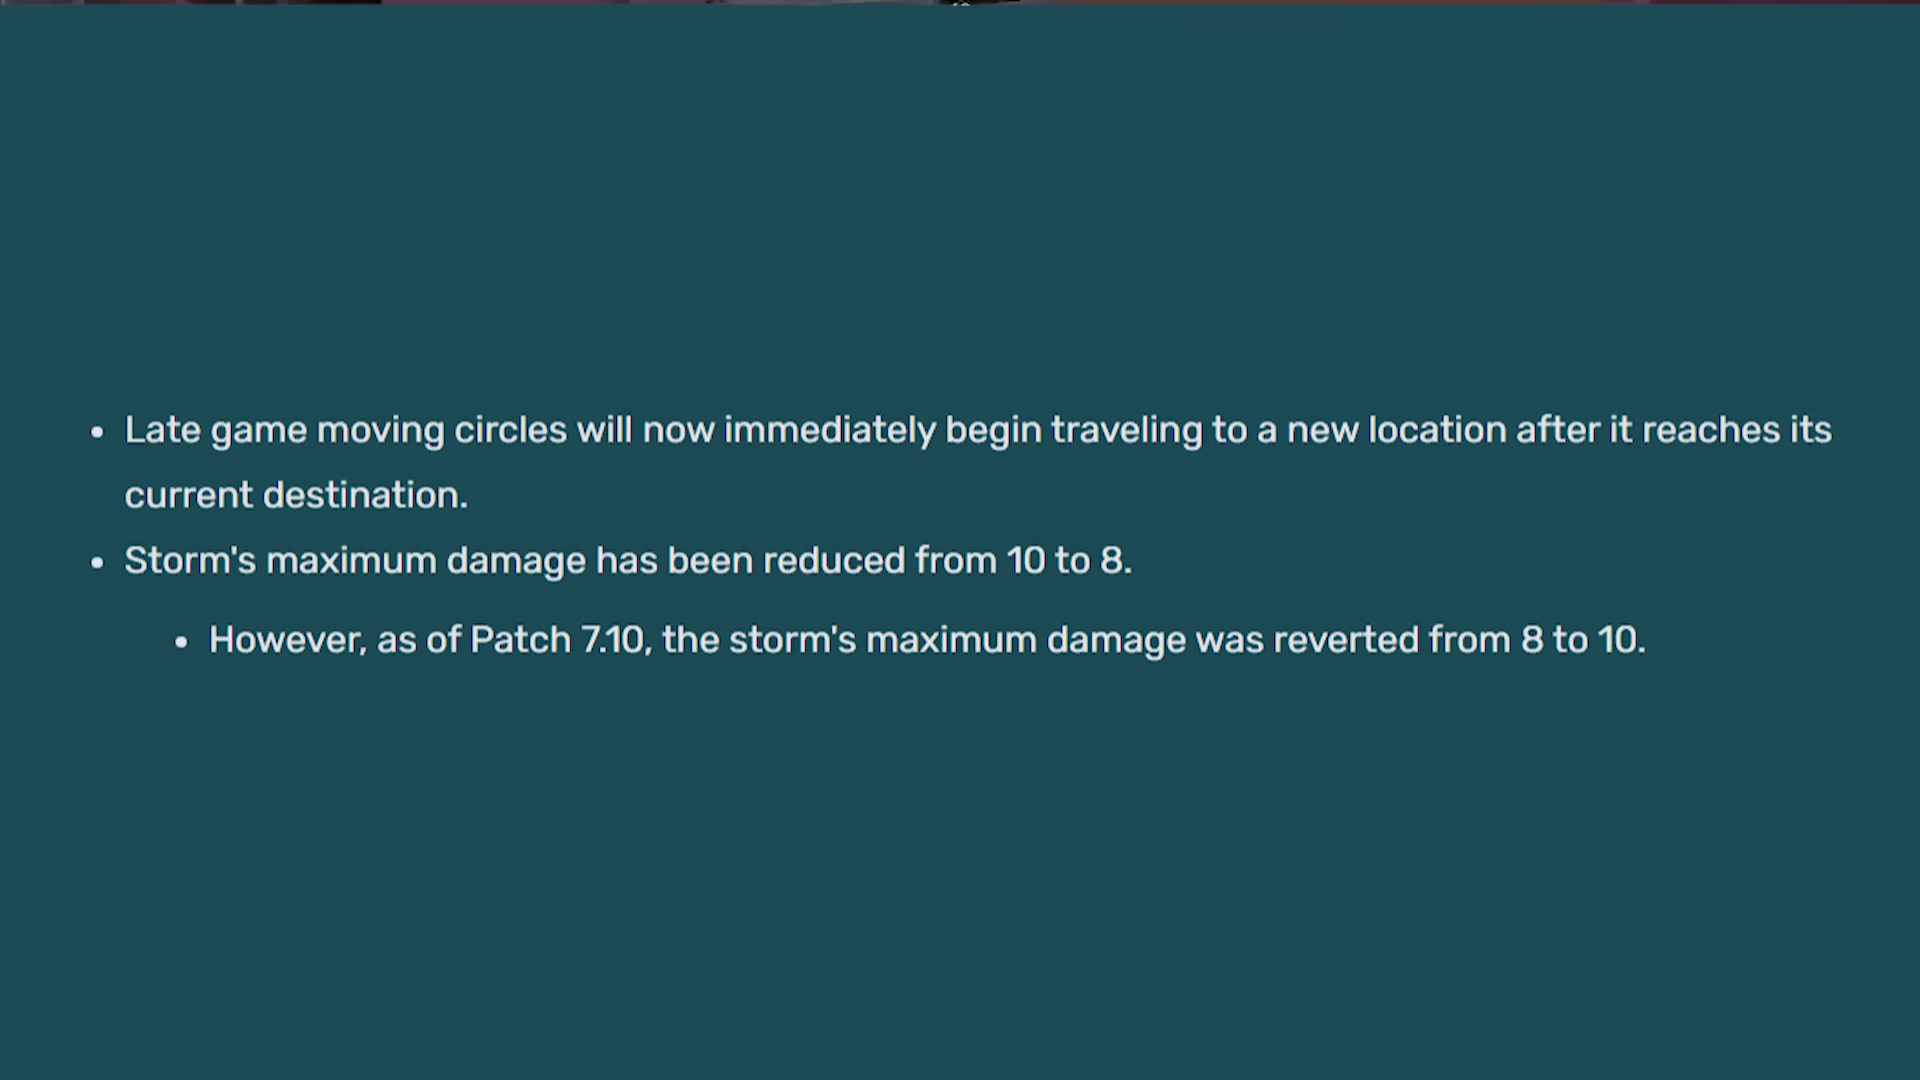 • Late game moving circles will now immediately begin traveling to a new location after it reaches its
current destination.
• Storm's maximum damage has been reduced from 10 to 8.
• However, as of Patch 7.10, the storm's maximum damage was reverted from 8 to 10.